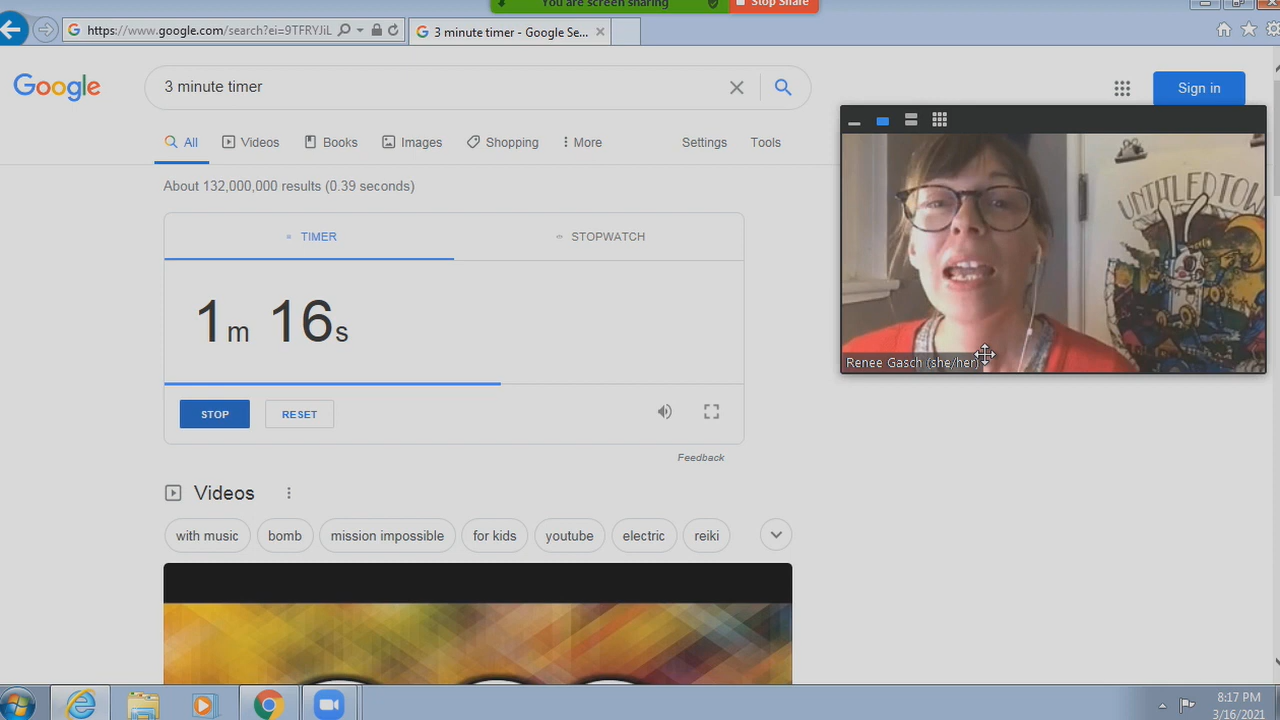 You are screen sharing
Stop Share
https://www.google.com/search?ei=9TFRYJiL
3 minute timer - Google Se...
Google
3 minute timer
Sign in
All
Videos
Books
Images
Shopping
More
Settings
Tools
About 132,000,000 results (0.39 seconds)
TIMER
STOPWATCH
1m 16s
STOP
RESET
Feedback
UNTITLEDTOWN
Renee Gasch (she/her)
Videos
with music
bomb
mission impossible
for kids
youtube
electric
reiki
8:17 PM
3/16/2021